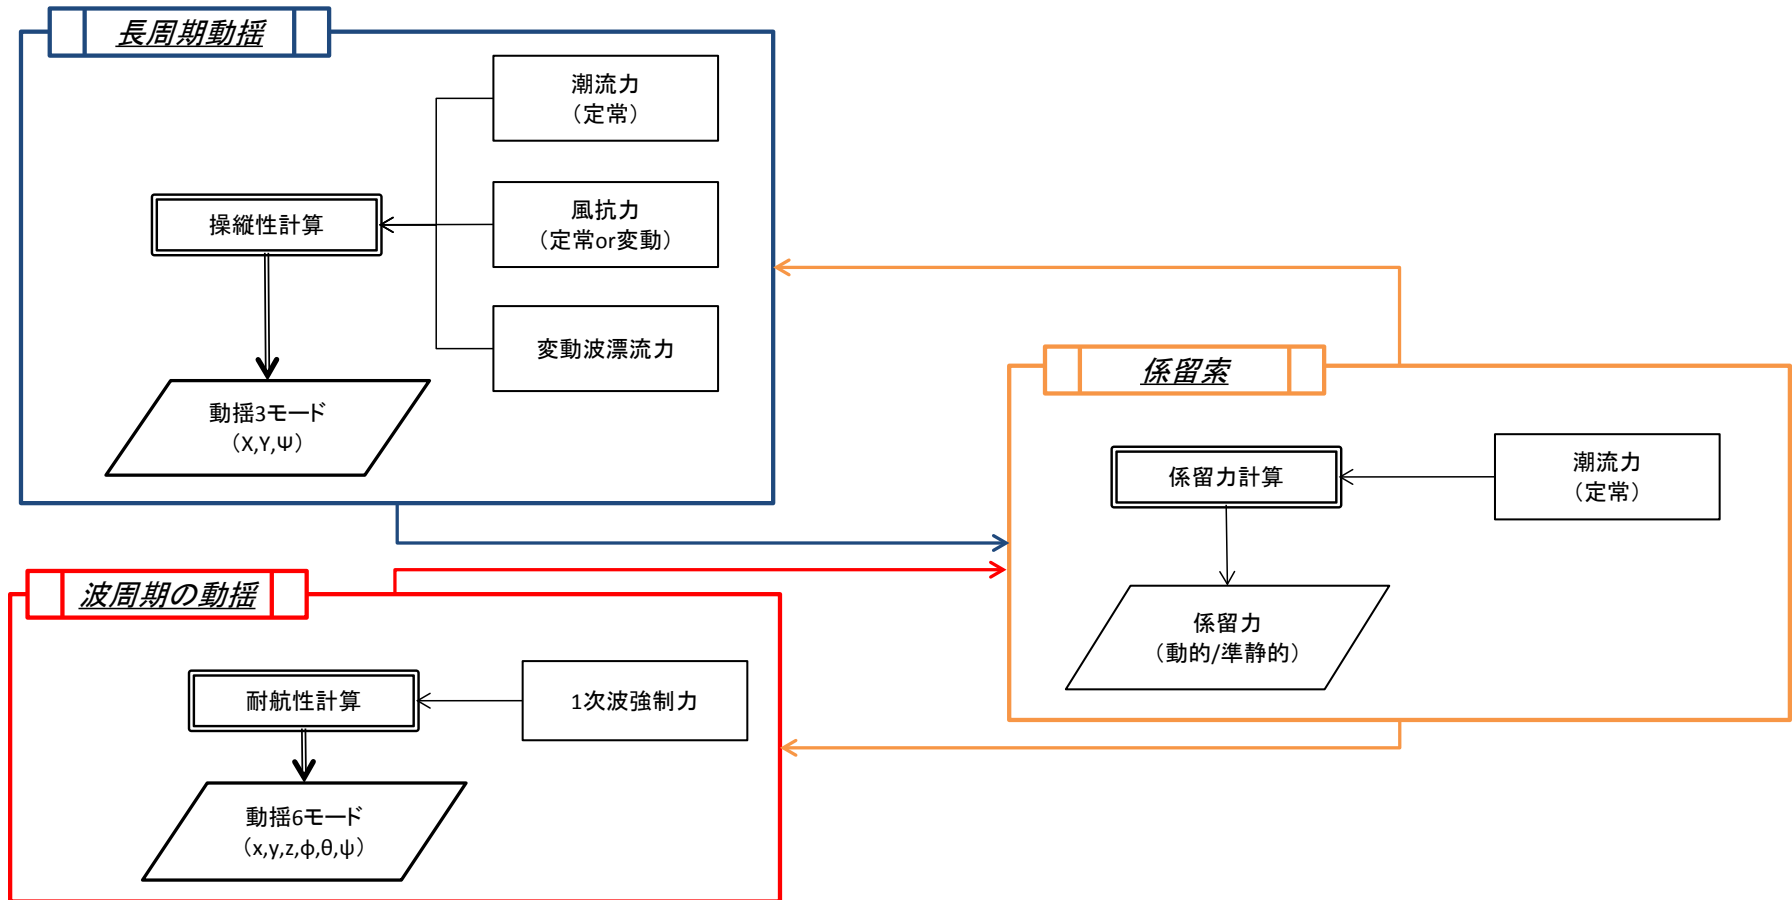 長周期動揺
潮流力
（定常）
操縦性計算
風抗力
（定常or変動）
変動波漂流力
動揺3モード
（X,Y,Ψ）
係留索
係留力計算
潮流力
（定常）
係留力
（動的/準静的）
波周期の動揺
耐航性計算
1次波強制力
動揺6モード
（x,y,z,φ,θ,ψ）